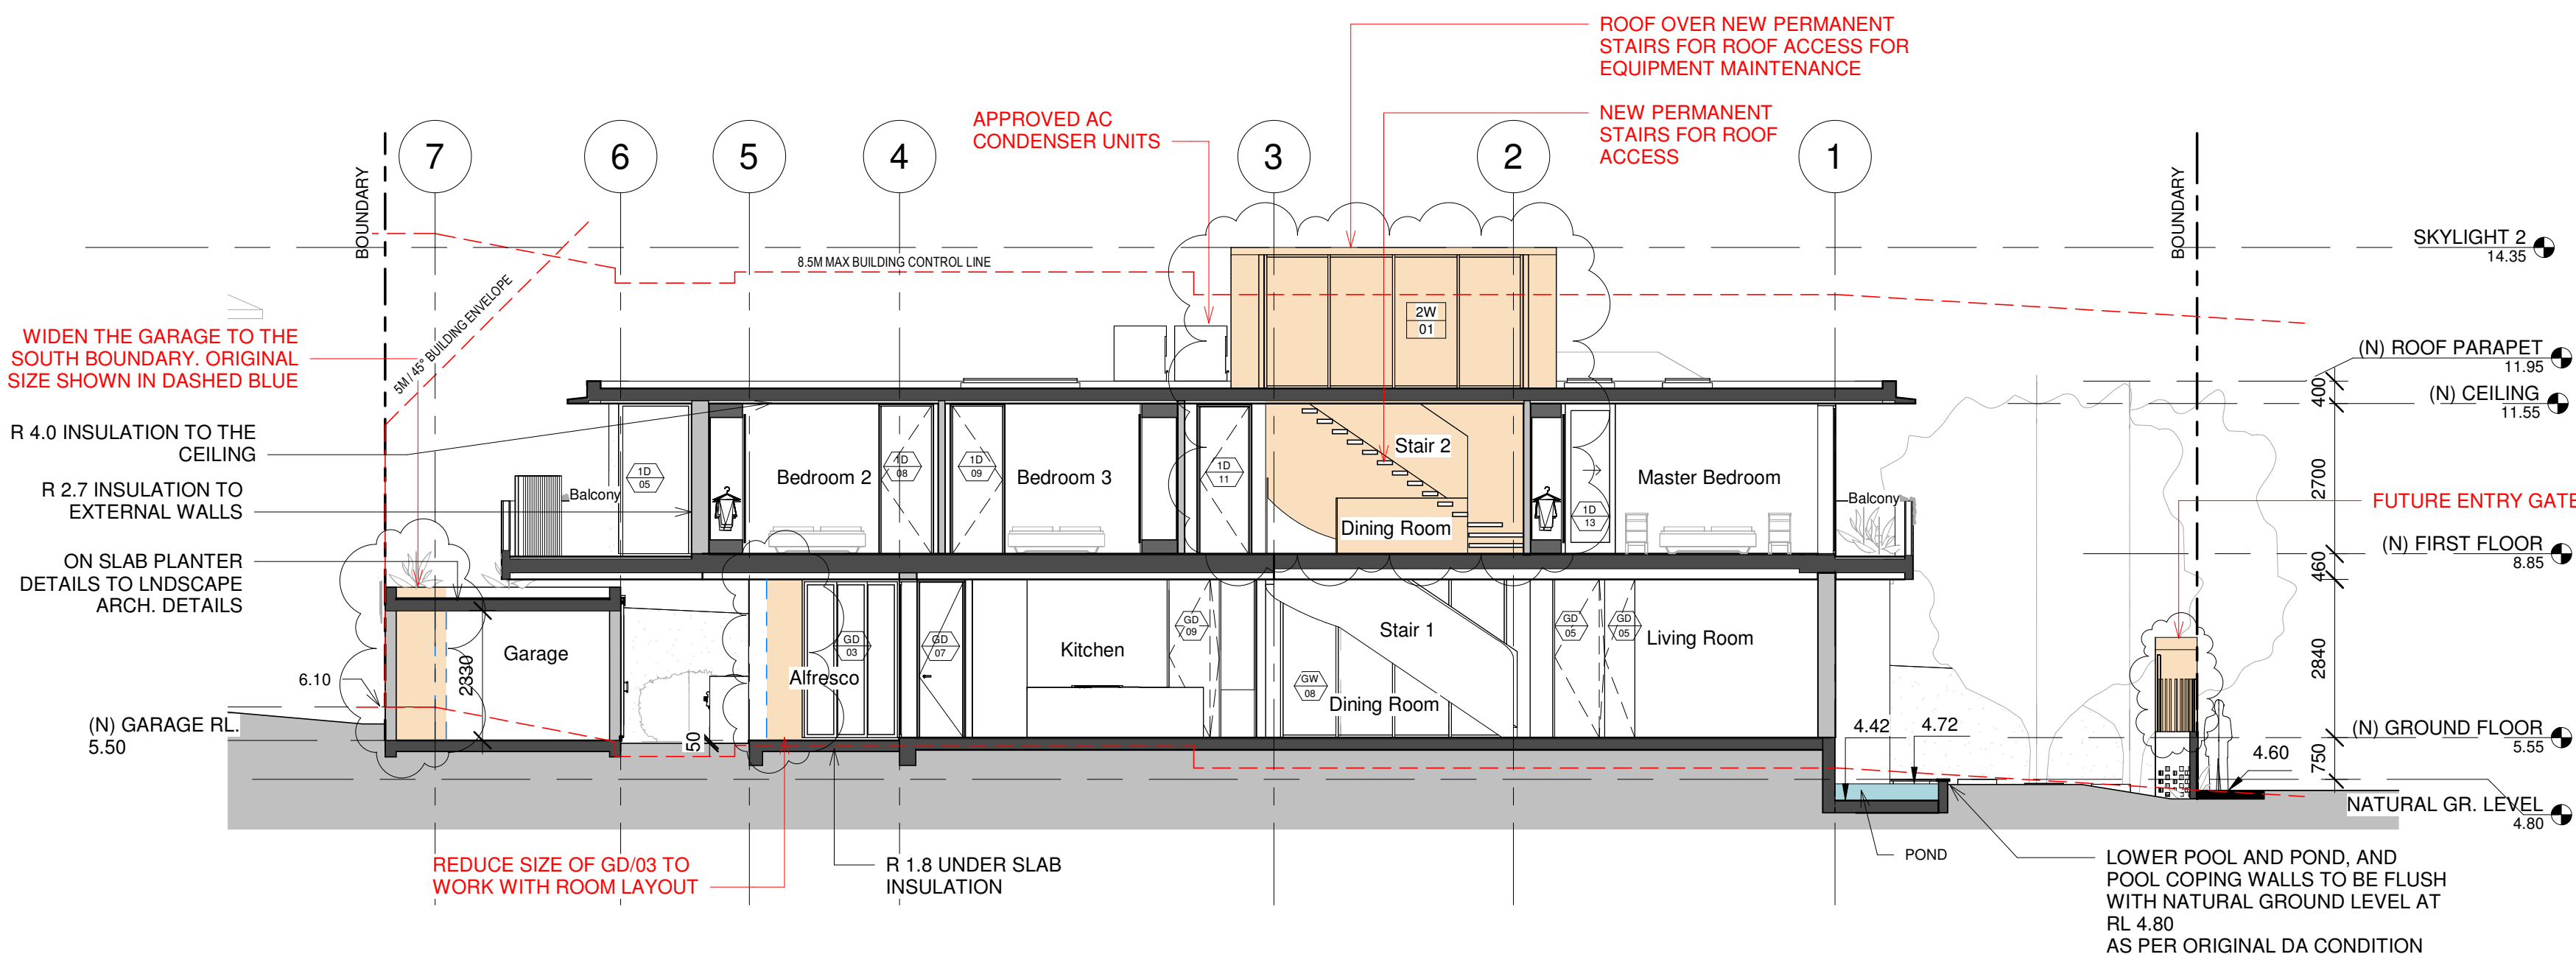 ROOF OVER NEW PERMANENT
STAIRS FOR ROOF ACCESS FOR
EQUIPMENT MAINTENANCE
NEW PERMANENT
STAIRS FOR ROOF
ACCESS
APPROVED AC
CONDENSER UNITS
7
6
5
4
3
2
1
BOUNDARY
BOUNDARY
SKYLIGHT 2
14.35
8.5M MAX BUILDING CONTROL LINE
5M / 45° BUILDING ENVELOPE
WIDEN THE GARAGE TO THE
SOUTH BOUNDARY. ORIGINAL
SIZE SHOWN IN DASHED BLUE
2W
01
(N) ROOF PARAPET
11.95
400
(N) CEILING
11.55
R 4.0 INSULATION TO THE
CEILING
R 2.7 INSULATION TO
EXTERNAL WALLS
Balcony
1D
05
Bedroom 2
1D
08
1D
09
Bedroom 3
1D
11
Stair 2
Dining Room
1D
13
Master Bedroom
Balcony
2700
FUTURE ENTRY GATE
(N) FIRST FLOOR
8.85
460
ON SLAB PLANTER
DETAILS TO LNDSCAPE
ARCH. DETAILS
Garage
2330
Alfresco
GD
03
GD
07
Kitchen
GD
09
Stair 1
GW
08
Dining Room
GD
05
GD
05
Living Room
2840
6.10
(N) GARAGE RL.
5.50
50
4.42
4.72
(N) GROUND FLOOR
5.55
4.60
750
NATURAL GR. LEVEL
4.80
POND
REDUCE SIZE OF GD/03 TO
WORK WITH ROOM LAYOUT
R 1.8 UNDER SLAB
INSULATION
LOWER POOL AND POND, AND
POOL COPING WALLS TO BE FLUSH
WITH NATURAL GROUND LEVEL AT
RL 4.80
AS PER ORIGINAL DA CONDITION